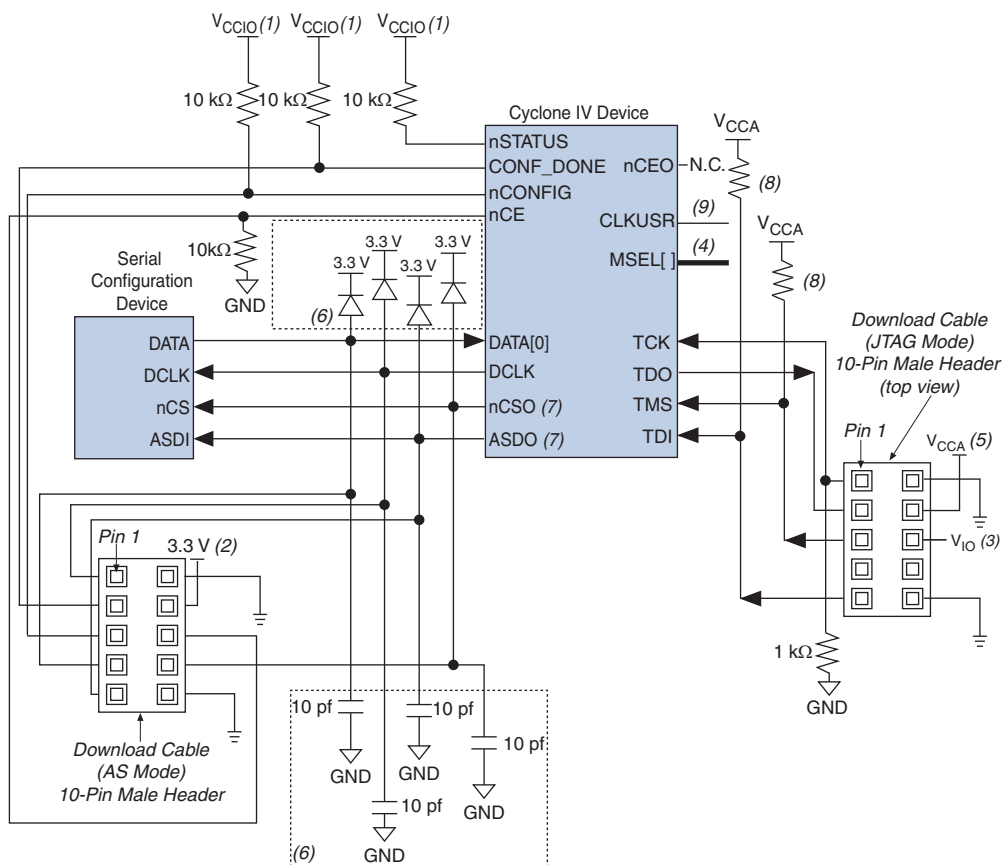 VCCIO (1) VCCIO (1) VCCIO (1)
10 kΩ 10 kΩ 10 kΩ
Cyclone IV Device
nSTATUS
CONF_DONE
nCONFIG
nCE
nCEO
N.C.
CLKUSR
(9)
MSEL[ ]
(4)
VCCA
(8)
VCCA
(8)
10kΩ
GND
3.3 V
3.3 V
3.3 V
3.3 V
(6)
Serial
Configuration
Device
DATA
DCLK
nCS
ASDI
DATA[0]
DCLK
nCSO (7)
ASDO (7)
TCK
TDO
TMS
TDI
Download Cable
(JTAG Mode)
10-Pin Male Header
(top view)
Pin 1
VCCA (5)
VIO (3)
1 kΩ
GND
Pin 1
3.3 V (2)
Download Cable
(AS Mode)
10-Pin Male Header
10 pf
GND
10 pf
GND
10 pf
GND
10 pf
GND
(6)